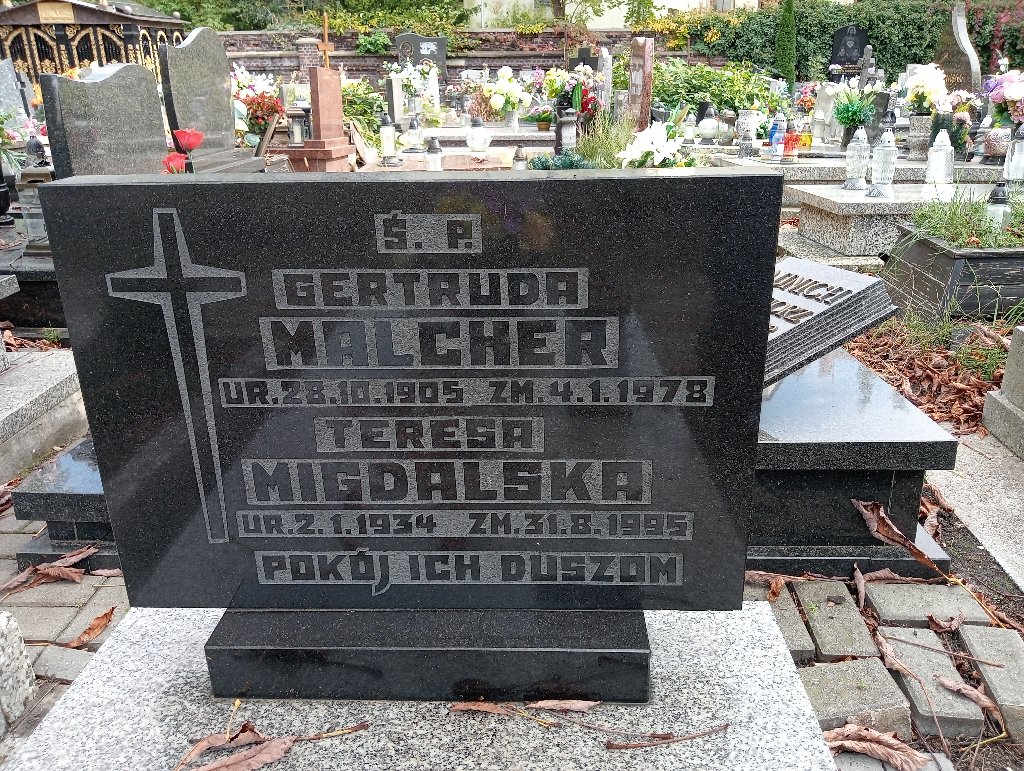 Ś. P.
GERTRUDA
MALCHER
UR.28.10.1905 ZM.4.1.1978
TERESA
MIGDALSKA
UR.2.1.1934 ZM.31.8.1995
POKÓJ ICH DUSZOM